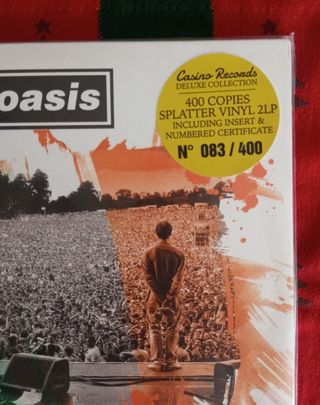 oasis
Casino Records
DELUXE COLLECTION
400 COPIES
SPLATTER VINYL 2LP
INCLUDING INSERT &
NUMBERED CERTIFICATE
N° 083 / 400